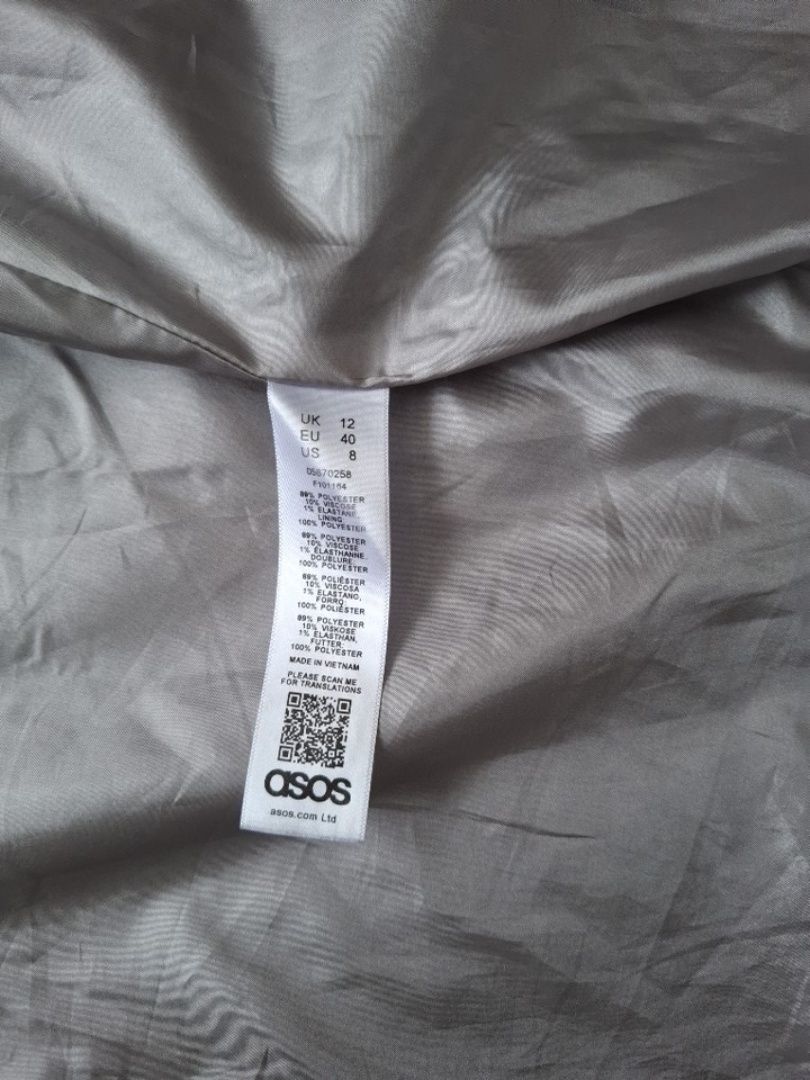 UK 12
EU 40
US 8
05870258
F101164
89% POLYESTER
10% VISCOSE
1% ELASTANE,
LINING
100% POLYESTER
89% POLYESTER
10% VISCOSE
1% ÉLASTHANNE
DOUBLURE:
100% POLYESTER
89% POLIÉSTER
10% VISCOSA
1% ELASTANO,
FORRO:
100% POLIÉSTER
89% POLYESTER
10% VISKOSE
1% ELASTHAN,
FUTTER:
100% POLYESTER
MADE IN VIETNAM
PLEASE SCAN ME
FOR TRANSLATIONS
asos
asos.com Ltd